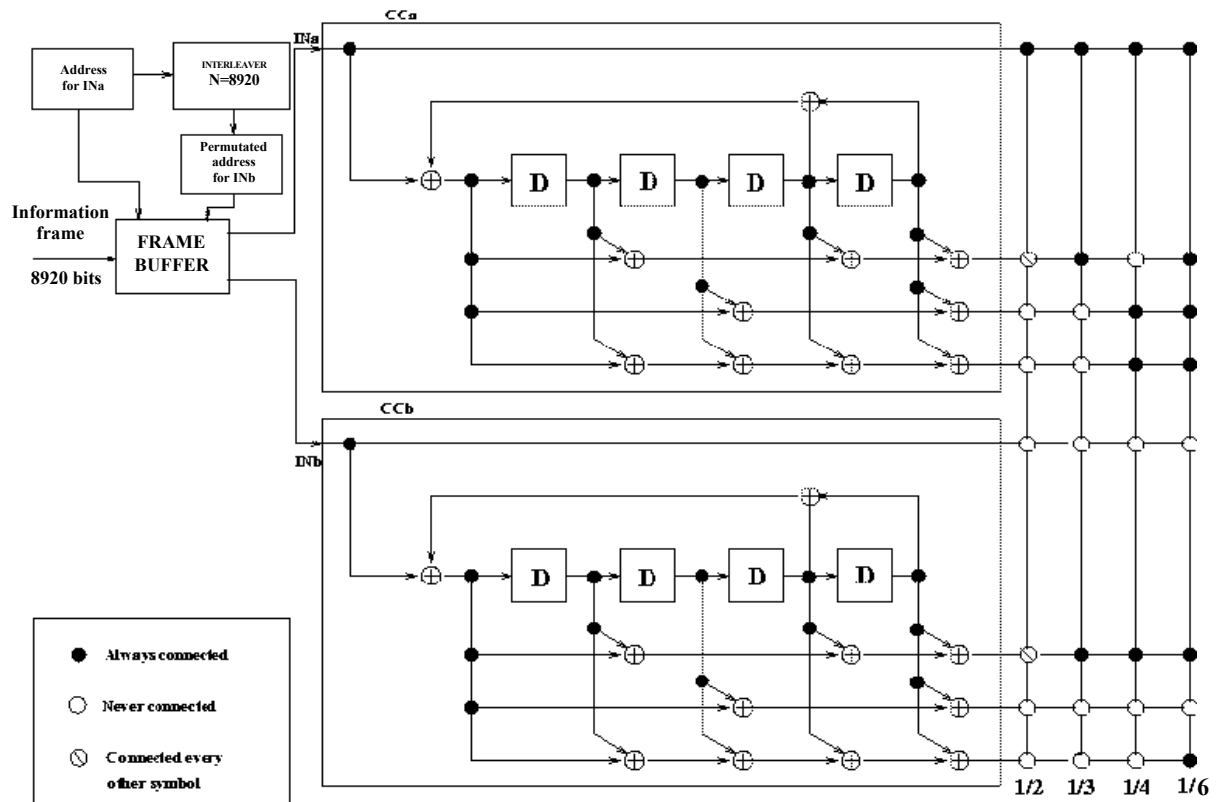 CCa
INa
Address
for INa
INTERLEAVER
N=8920
Permutated
address
for INb
Information
frame
8920 bits
FRAME
BUFFER
D
D
D
D
CCb
INb
D
D
D
D
Always connected
Never connected
Connected every
other symbol
1/2
1/3
1/4
1/6